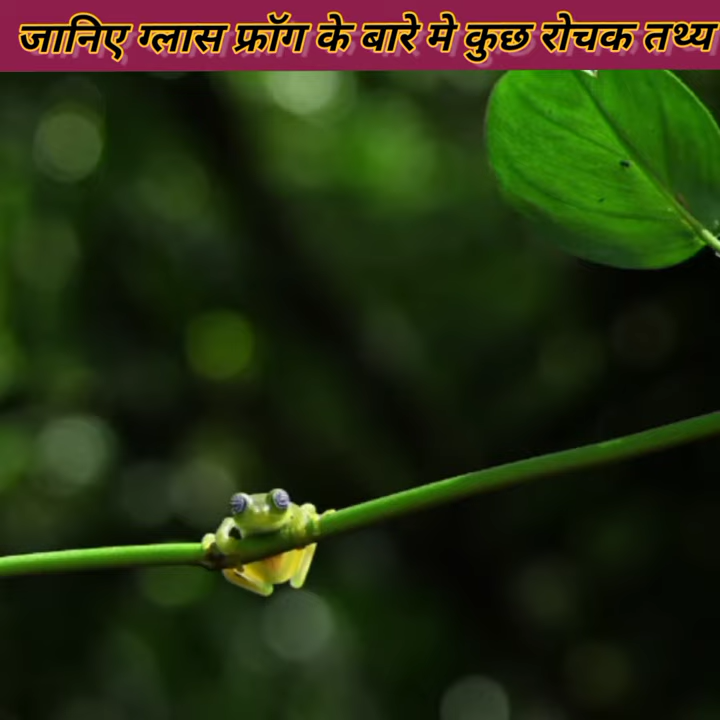 जानिए ग्लास फ्रॉग के बारे मे कुछ रोचक तथ्य